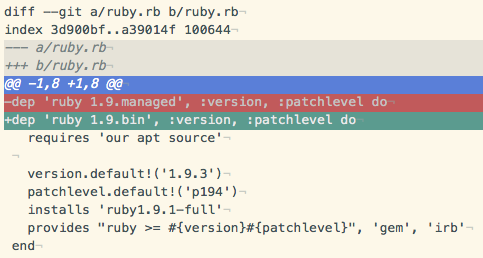 diff --git a/ruby.rb b/ruby.rb¬
index 3d900bf..a39014f 100644¬
--- a/ruby.rb¬
+++ b/ruby.rb¬
@@ -1,8 +1,8 @@¬
-dep 'ruby 1.9.managed', :version, :patchlevel do¬
+dep 'ruby 1.9.bin', :version, :patchlevel do¬
   requires 'our apt source'¬
 ¬
   version.default!('1.9.3')¬
   patchlevel.default!('p194')¬
   installs 'ruby1.9.1-full'¬
   provides "ruby >= #{version}#{patchlevel}", 'gem', 'irb'¬
 end¬